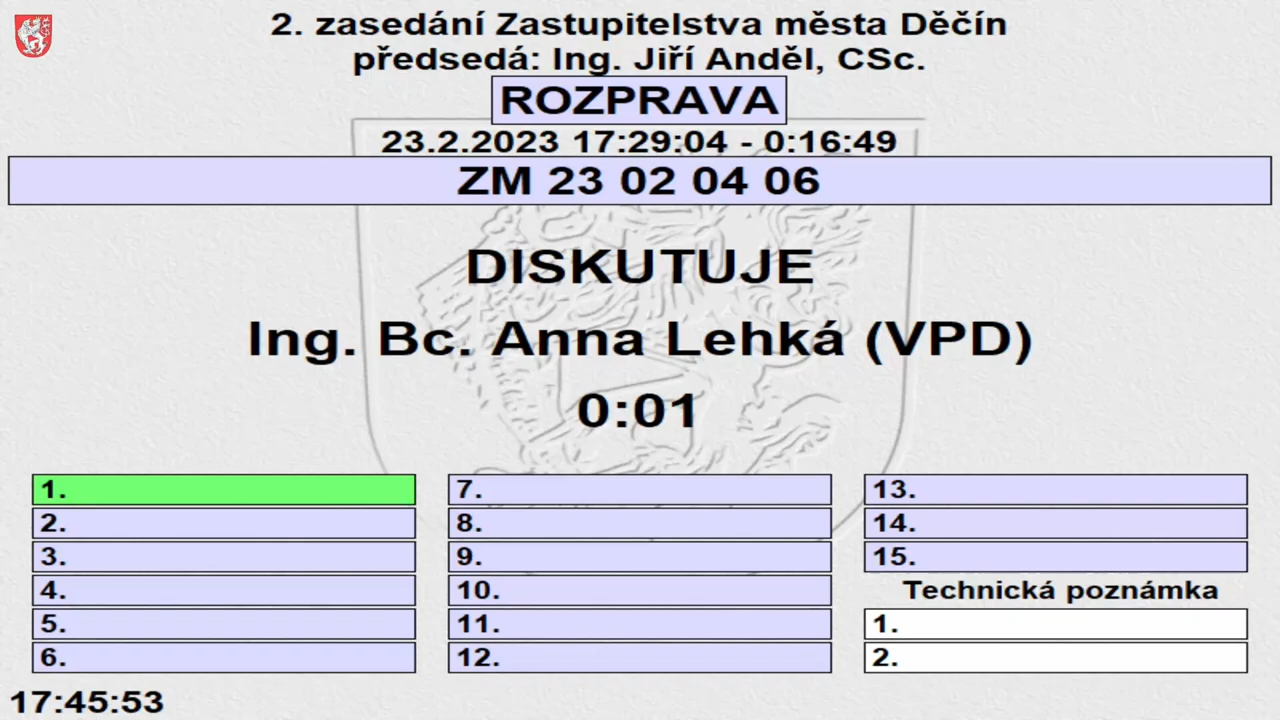 2. zasedání Zastupitelstva města Děčín
předsedá: Ing. Jiří Anděl, CSc.
ROZPRAVA
23.2.2023 17:29:04 - 0:16:49
ZM 23 02 04 06
DISKUTUJE
Ing. Bc. Anna Lehká (VPD)
0:01
1.
2.
3.
4.
5.
6.
7.
8.
9.
10.
11.
12.
13.
14.
15.
Technická poznámka
1.
2.
17:45:53